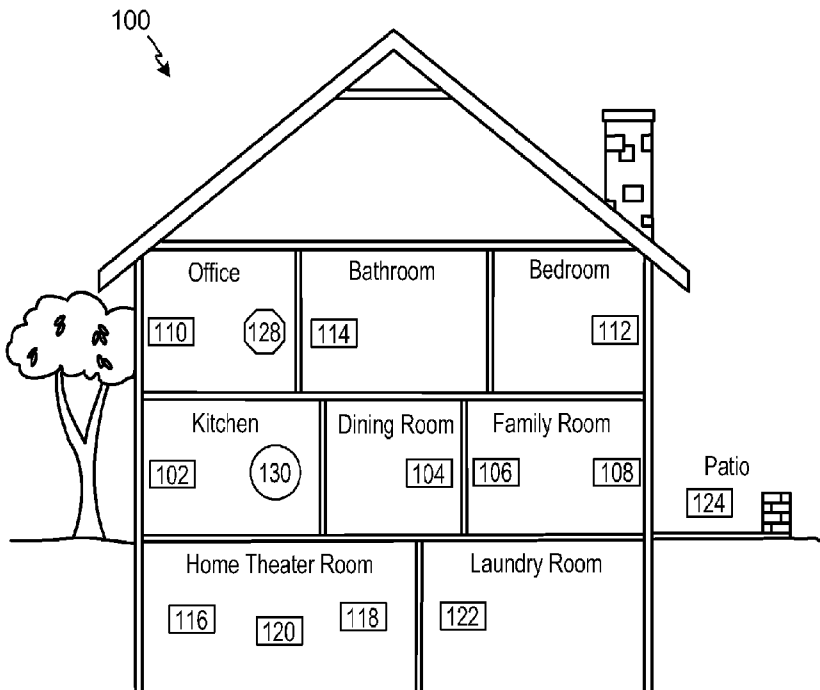 100
Office
Bathroom
Bedroom
110
128
114
112
Kitchen
Dining Room
Family Room
102
130
104
106
108
Patio
124
Home Theater Room
Laundry Room
116
120
118
122